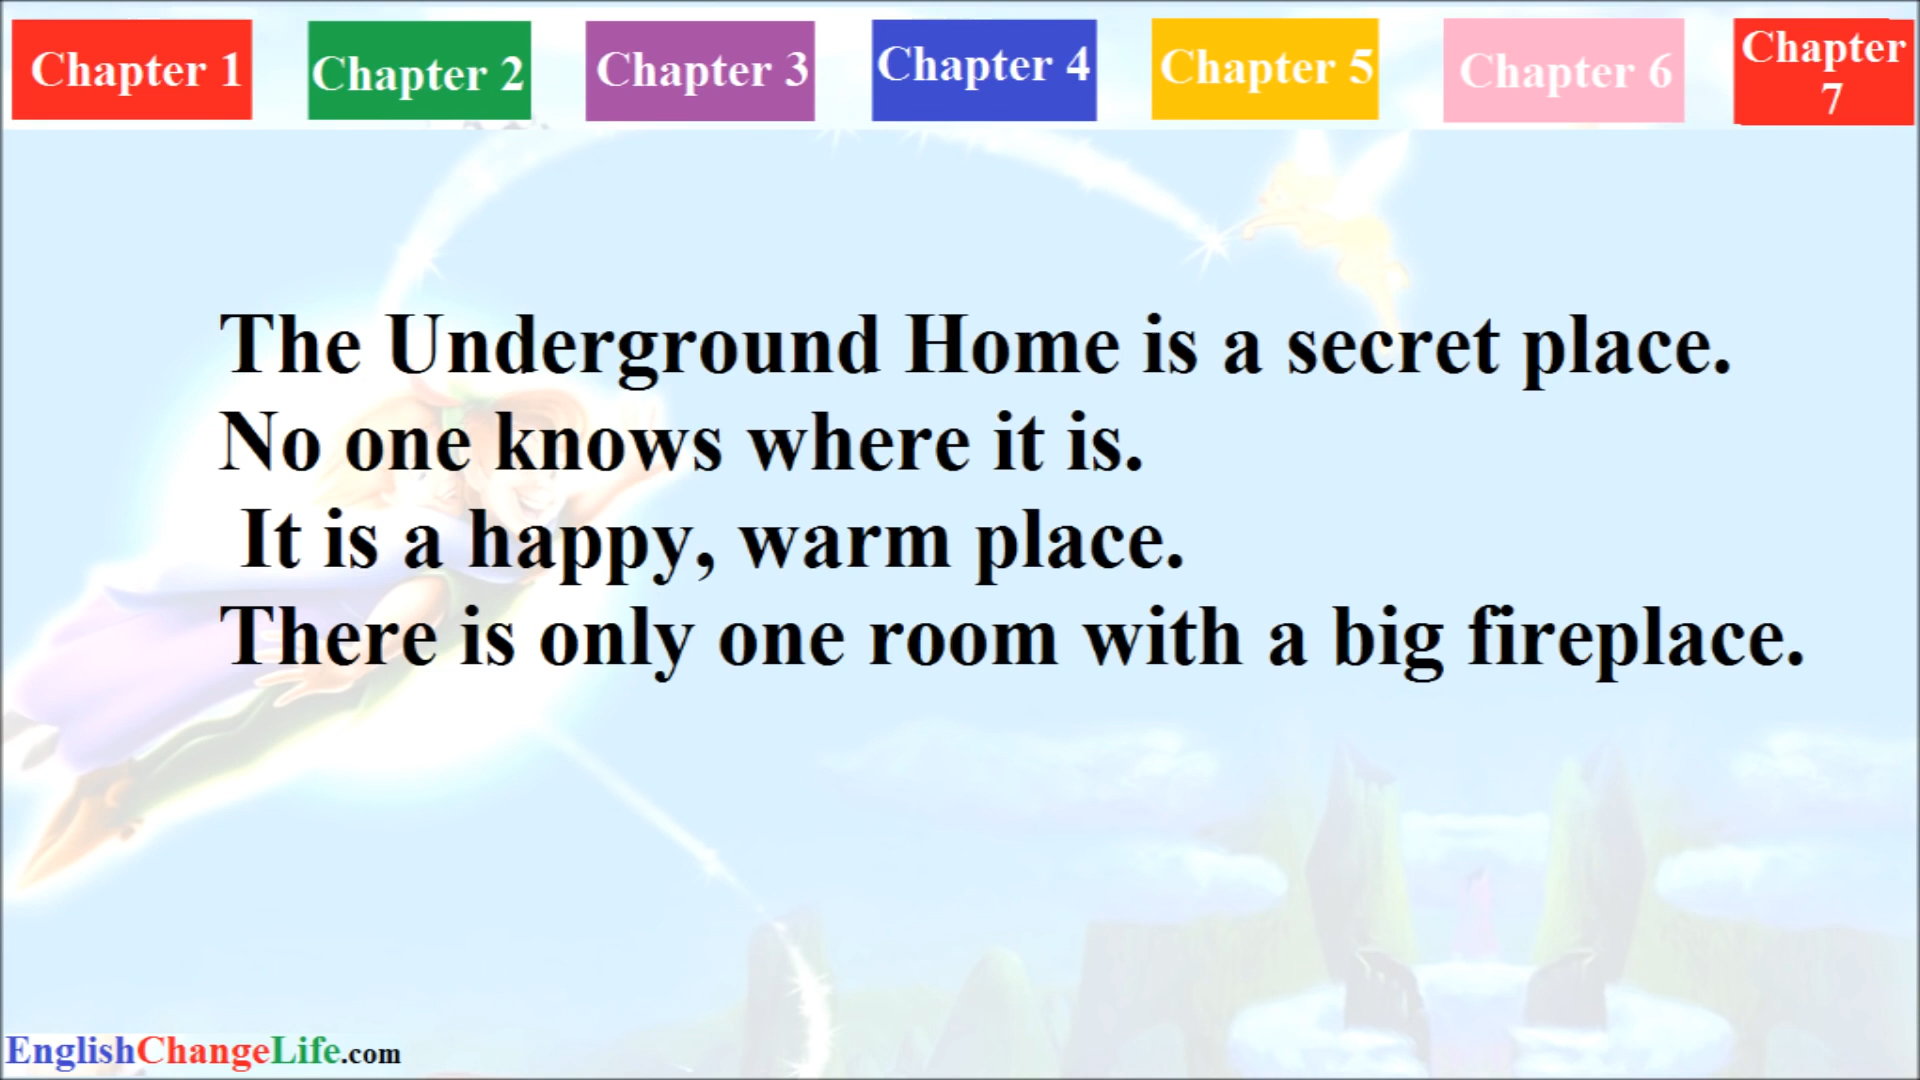 Chapter 1
Chapter 2
Chapter 3
Chapter 4
Chapter 5
Chapter 6
Chapter
7
The Underground Home is a secret place.
No one knows where it is.
It is a happy, warm place.
There is only one room with a big fireplace.
EnglishChangeLife.com